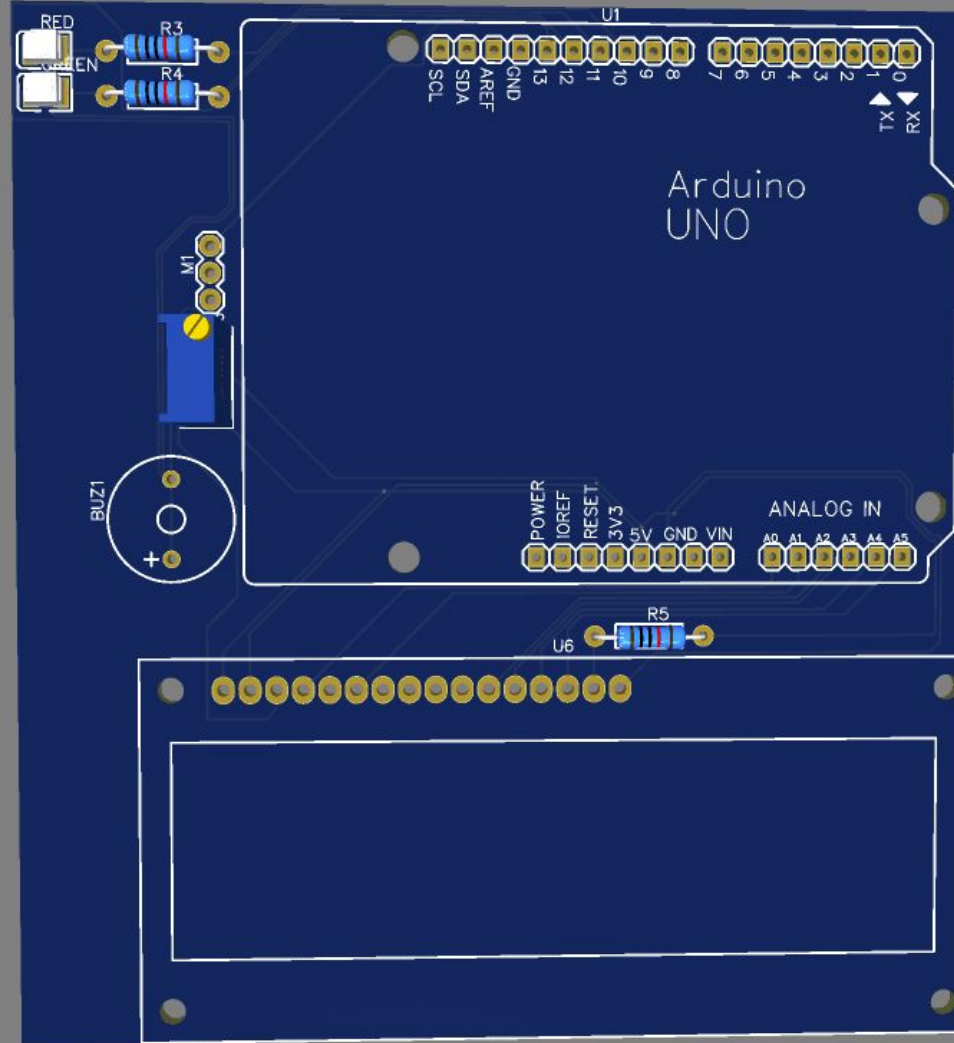 RED
R3
U1
GREEN
R4
SCL
SDA
AREF
GND
13
12
11
10
9
8
7
6
5
4
3
2
1
0
TX
RX
Arduino
UNO
M1
BUZ1
+
POWER
IOREF
RESET
3V3
5V
GND
VIN
ANALOG IN
A0
A1
A2
A3
A4
A5
R5
U6